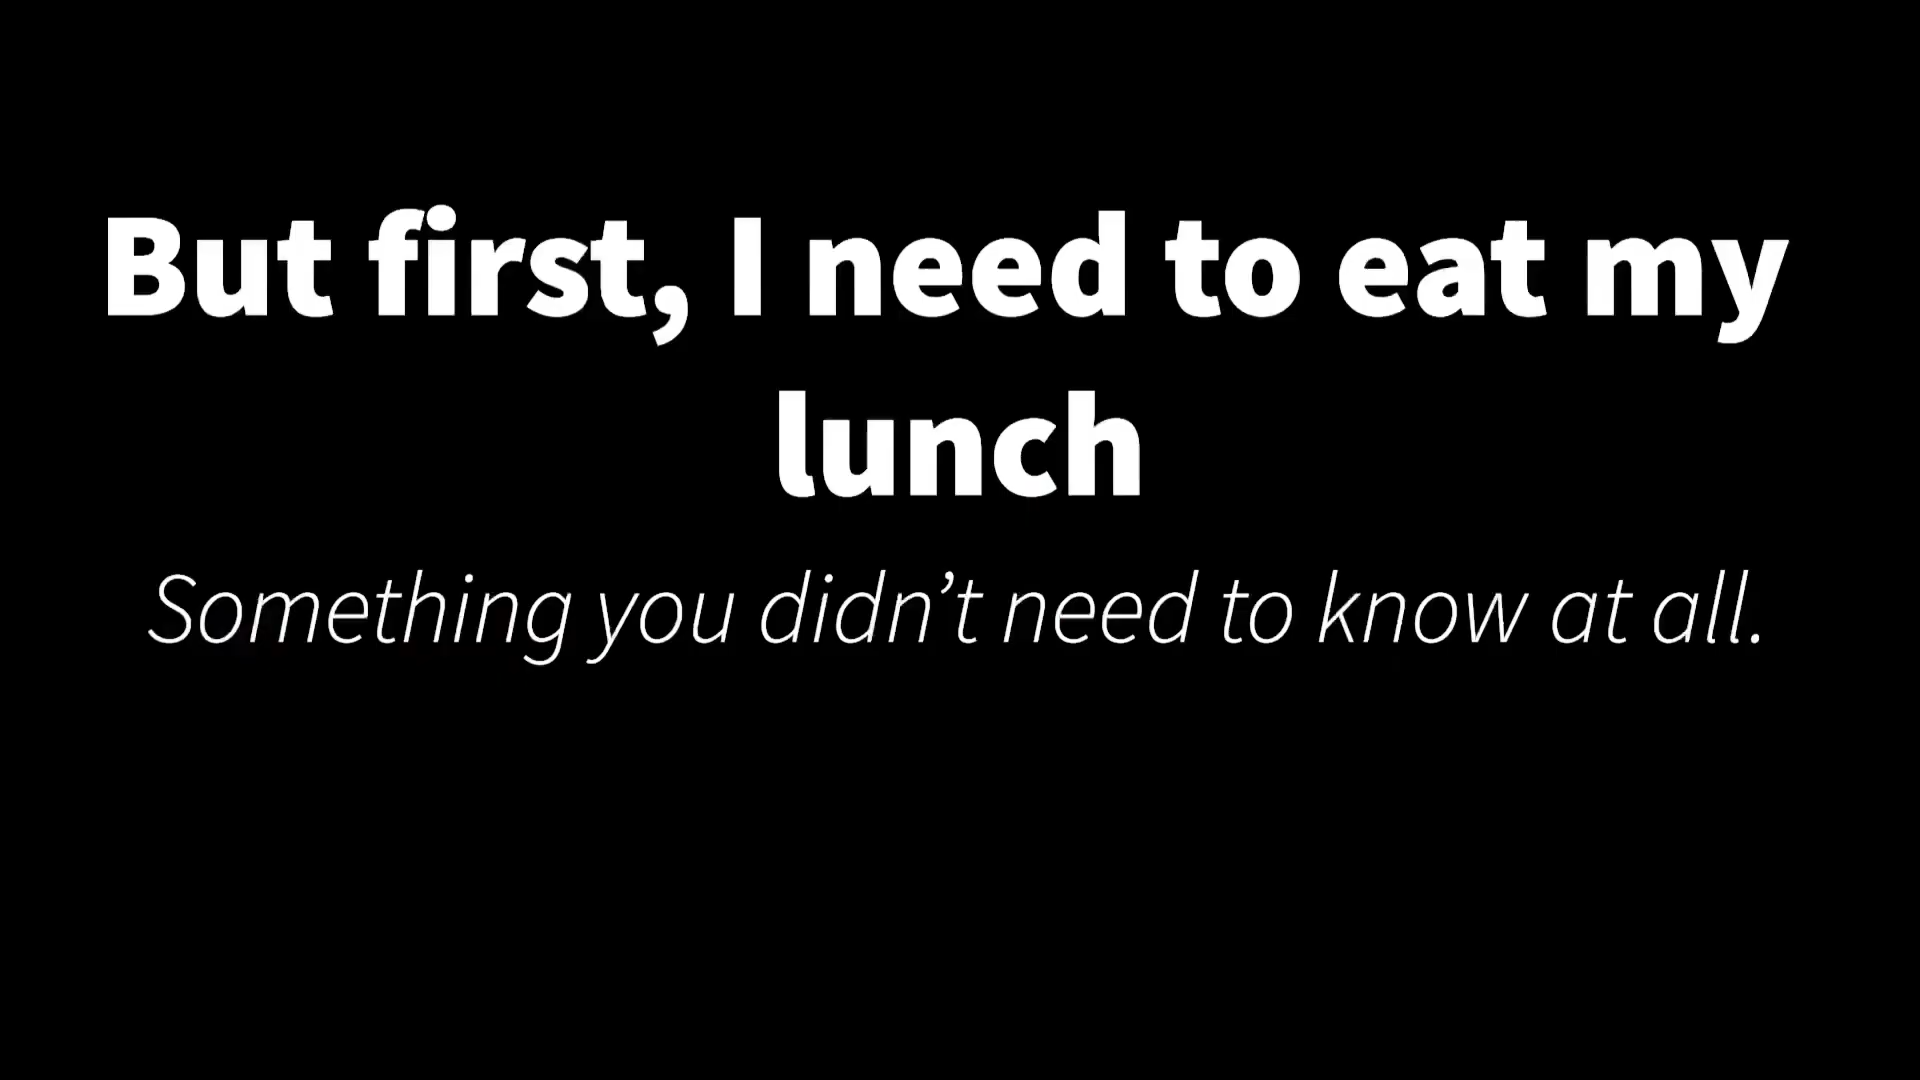 But first, I need to eat my
lunch
Something you didn’t need to know at all.